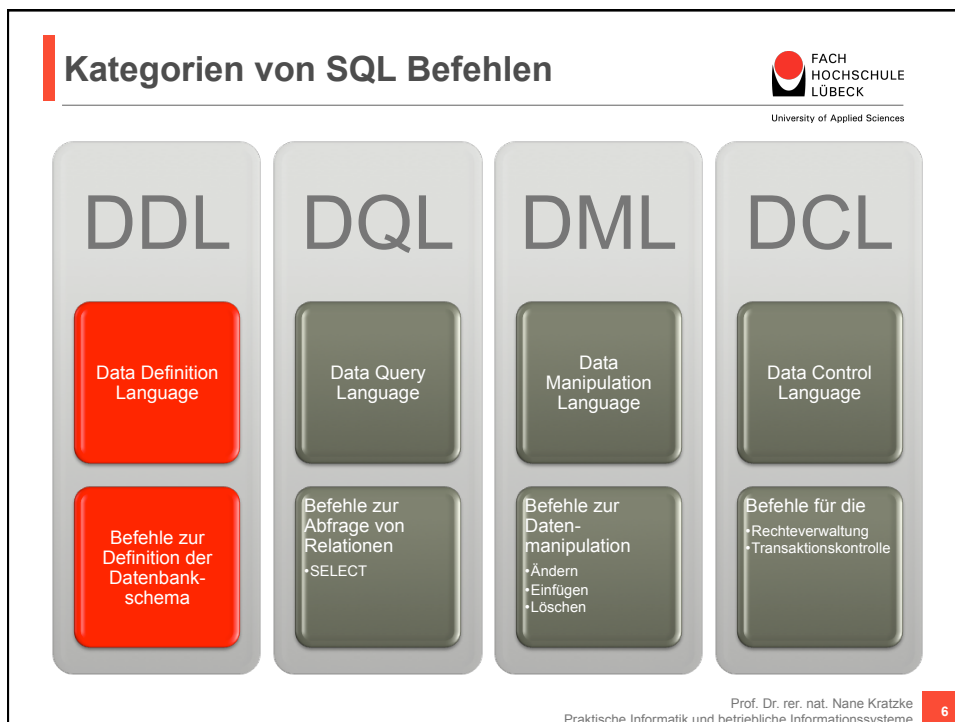 Kategorien von SQL Befehlen
FACH
HOCHSCHULE
LÜBECK
University of Applied Sciences
DDL
Data Definition
Language
Befehle zur
Definition der
Datenbank-
schema
DQL
Data Query
Language
Befehle zur
Abfrage von
Relationen
•SELECT
DML
Data
Manipulation
Language
Befehle zur
Daten-
manipulation
•Ändern
•Einfügen
•Löschen
DCL
Data Control
Language
Befehle für die
•Rechteverwaltung
•Transaktionskontrolle
Prof. Dr. rer. nat. Nane Kratzke
Praktische Informatik und betriebliche Informationssysteme
6